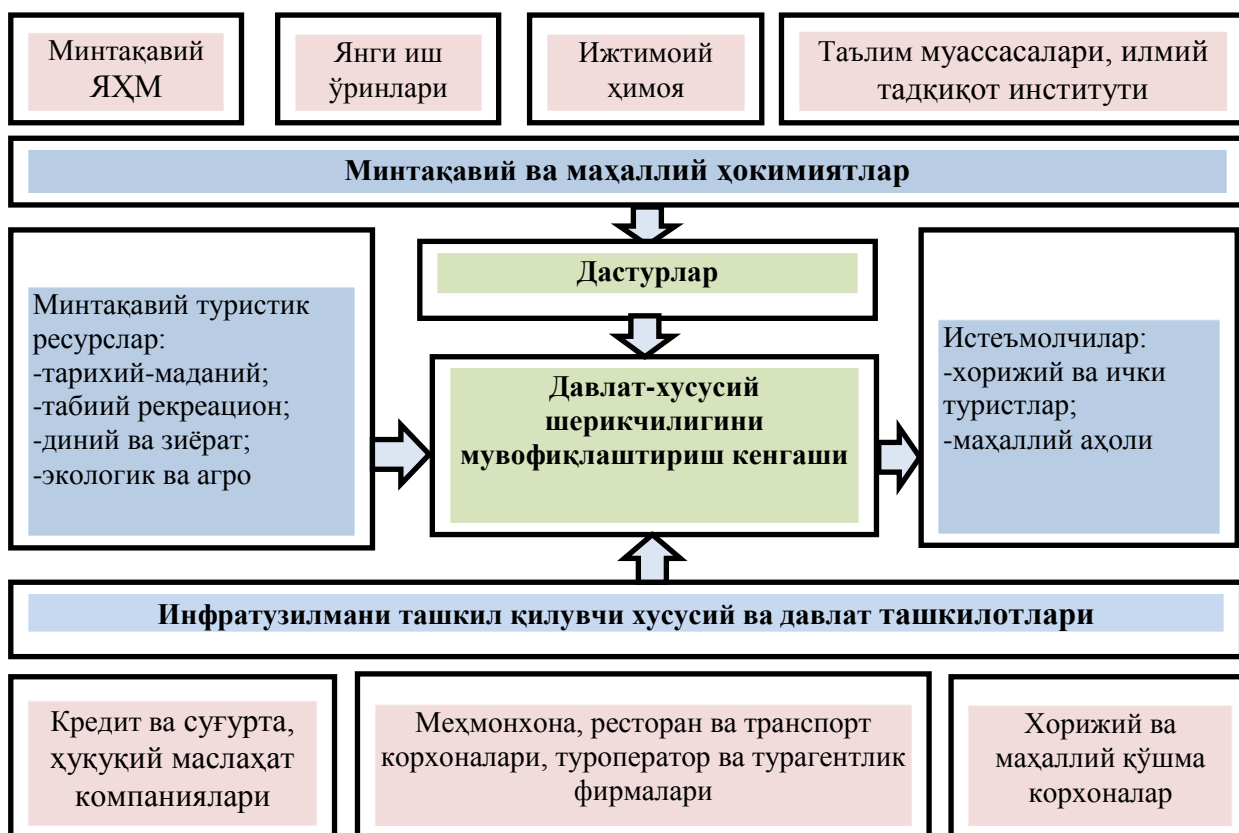 Минтақавий
ЯҲМ
Янги иш
ўринлари
Ижтимоий
ҳимоя
Таълим муассасалари, илмий
тадқиқот институти
Минтақавий ва маҳаллий ҳокимиятлар
Дастурлар
Минтақавий туристик
ресурслар:
-тарихий-маданий;
-табиий рекреацион;
-диний ва зиёрат;
-экологик ва агро
Давлат-хусусий
шерикчилигини
мувофиқлаштириш кенгаши
Истеъмолчилар:
-хорижий ва ички
туристлар;
-маҳаллий аҳоли
Инфратузилмани ташкил қилувчи хусусий ва давлат ташкилотлари
Кредит ва суғурта,
ҳуқуқий маслаҳат
компаниялари
Меҳмонхона, ресторан ва транспорт
корхоналари, туроператор ва турагентлик
фирмалари
Хорижий ва
маҳаллий қўшма
корхоналар